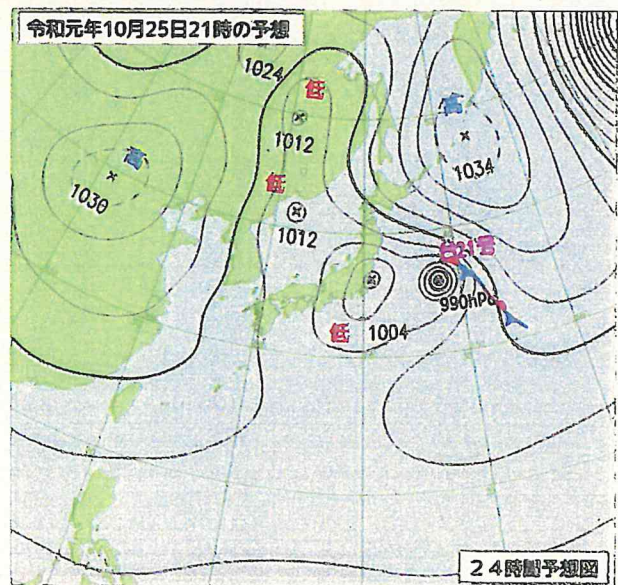 令和元年10月25日21時の予想
1024
低
1012
高
1030
高
1034
低
1012
台21号
990hPa
低
1004
24時間予想図